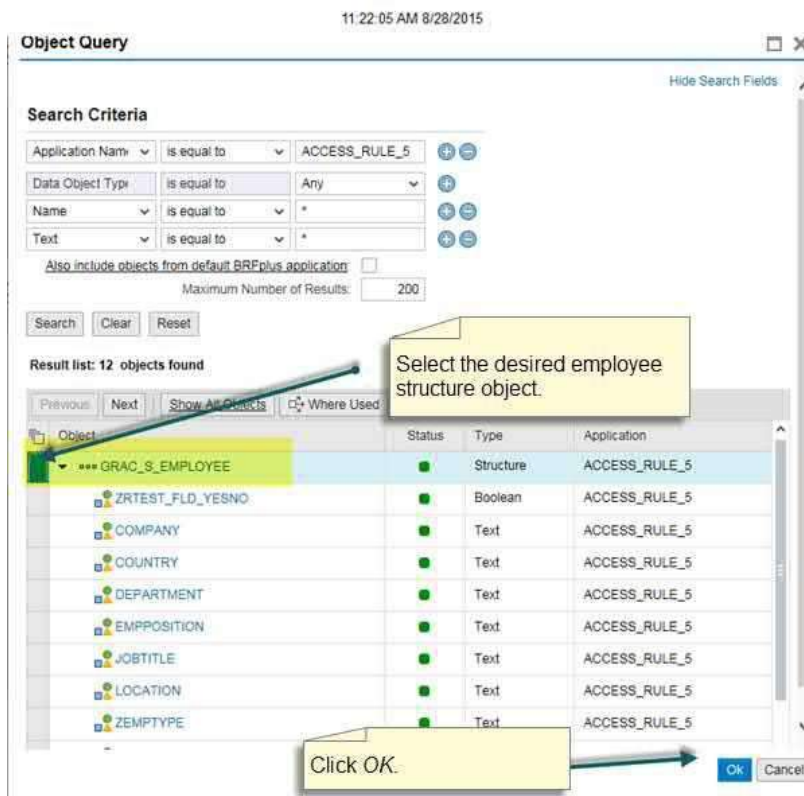 11:22:05 AM 8/28/2015
Object Query
Hide Search Fields
Search Criteria
Application Nam is equal to ACCESS_RULE_5
Data Object Typ is equal to Any
Name is equal to *
Text is equal to *
Also include objects from default BRFplus application:
Maximum Number of Results: 200
Search Clear Reset
Result list: 12 objects found
Select the desired employee
structure object.
Previous Next Show All Objects Where Used
Object Status Type Application
GRAC_S_EMPLOYEE Structure ACCESS_RULE_5
ZRTEST_FLD_YESNO Boolean ACCESS_RULE_5
COMPANY Text ACCESS_RULE_5
COUNTRY Text ACCESS_RULE_5
DEPARTMENT Text ACCESS_RULE_5
EMPPOSITION Text ACCESS_RULE_5
JOBTITLE Text ACCESS_RULE_5
LOCATION Text ACCESS_RULE_5
ZEMPTYPE Text ACCESS_RULE_5
Click OK.
Ok Cancel